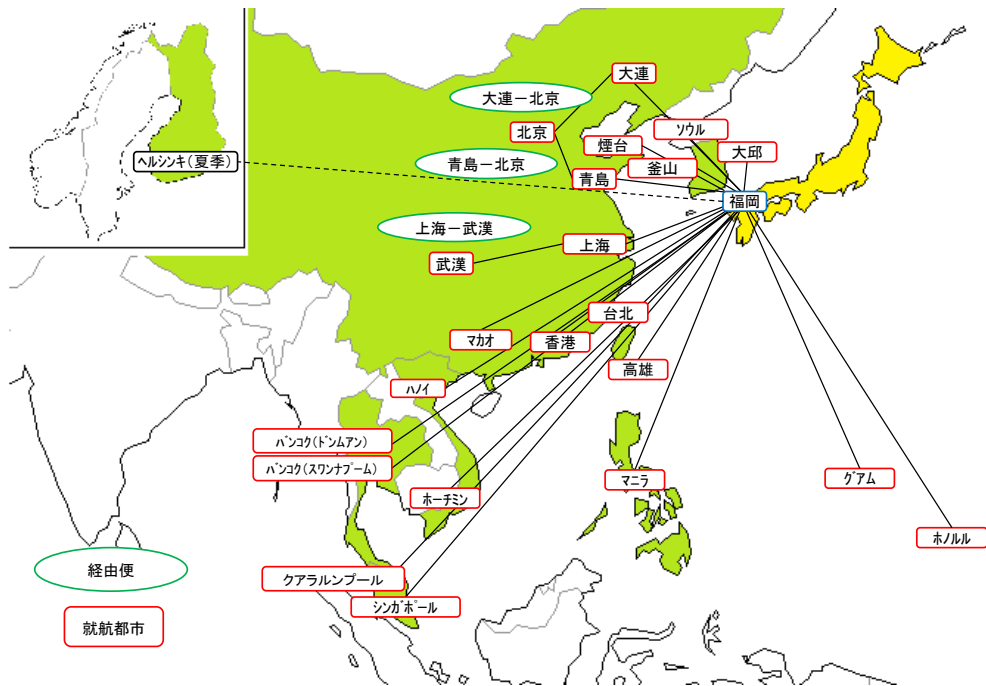 大連
大連－北京
北京
ソウル
煙台
大邱
ヘルシンキ（夏季）
青島－北京
釜山
青島
福岡
上海－武漢
上海
武漢
台北
マカオ
香港
高雄
ハノイ
バンコク（ドンムアン）
バンコク（スワンナプーム）
マニラ
グアム
ホーチミン
ホノルル
経由便
クアラルンプール
シンガポール
就航都市